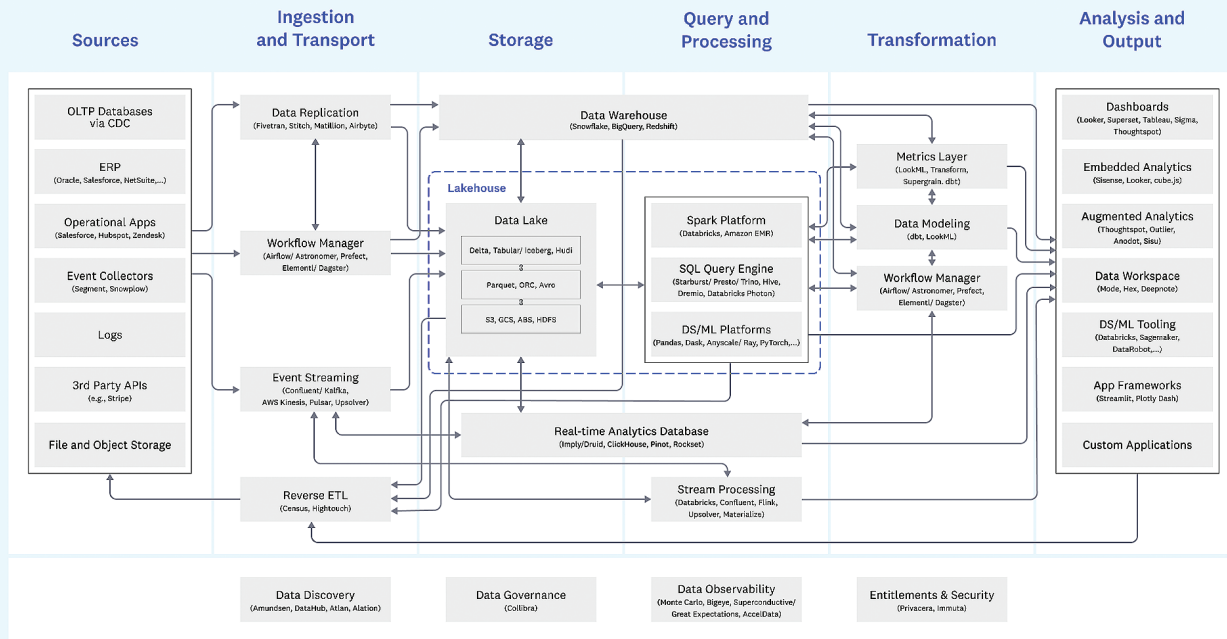 Sources
Ingestion
and Transport
Storage
Query and
Processing
Transformation
Analysis and
Output
OLTP Databases
via CDC
ERP
(Oracle, Salesforce, NetSuite,...)
Operational Apps
(Salesforce, Hubspot, Zendesk)
Event Collectors
(Segment, Snowplow)
Logs
3rd Party APIs
(e.g., Stripe)
File and Object Storage
Data Replication
(Fivetran, Stitch, Matillion, Airbyte)
Workflow Manager
(Airflow/ Astronomer, Prefect,
Elementl/ Dagster)
Event Streaming
(Confluent/ Kalfka,
AWS Kinesis, Pulsar, Upsolver)
Reverse ETL
(Census, Hightouch)
Data Warehouse
(Snowflake, BigQuery, Redshift)
Lakehouse
Data Lake
Delta, Tabular/ Iceberg, Hudi
Parquet, ORC, Avro
S3, GCS, ABS, HDFS
Spark Platform
(Databricks, Amazon EMR)
SQL Query Engine
(Starburst/ Presto/ Trino, Hive,
Dremio, Databricks Photon)
DS/ML Platforms
(Pandas, Dask, Anyscale/ Ray, PyTorch,...)
Real-time Analytics Database
(Imply/Druid, ClickHouse, Pinot, Rockset)
Stream Processing
(Databricks, Confluent, Flink,
Upsolver, Materialize)
Metrics Layer
(LookML, Transform,
Supergrain. dbt)
Data Modeling
(dbt, LookML)
Workflow Manager
(Airflow/ Astronomer, Prefect,
Elementl/ Dagster)
Dashboards
(Looker, Superset, Tableau, Sigma,
Thoughtspot)
Embedded Analytics
(Sisense, Looker, cube.js)
Augmented Analytics
(Thoughtspot, Outlier,
Anodot, Sisu)
Data Workspace
(Mode, Hex, Deepnote)
DS/ML Tooling
(Databricks, Sagemaker,
DataRobot,...)
App Frameworks
(Streamlit, Plotly Dash)
Custom Applications
Data Discovery
(Amundsen, DataHub, Atlan, Alation)
Data Governance
(Collibra)
Data Observability
(Monte Carlo, Bigeye, Superconductive/
Great Expectations, AccelData)
Entitlements & Security
(Privacera, Immuta)